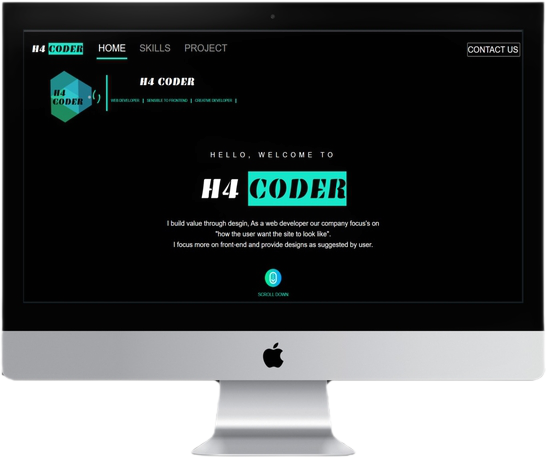 H4 CODER HOME SKILLS PROJECT CONTACT US
H4 CODER
H4
CODER
WEB DEVELOPER | SENSIBLE TO FRONTEND | CREATIVE DEVELOPER |
HELLO, WELCOME TO
H4 CODER
I build value through desgin, As a web developer our company focus's on
"how the user want the site to look like".
I focus more on front-end and provide designs as suggested by user.
SCROLL DOWN